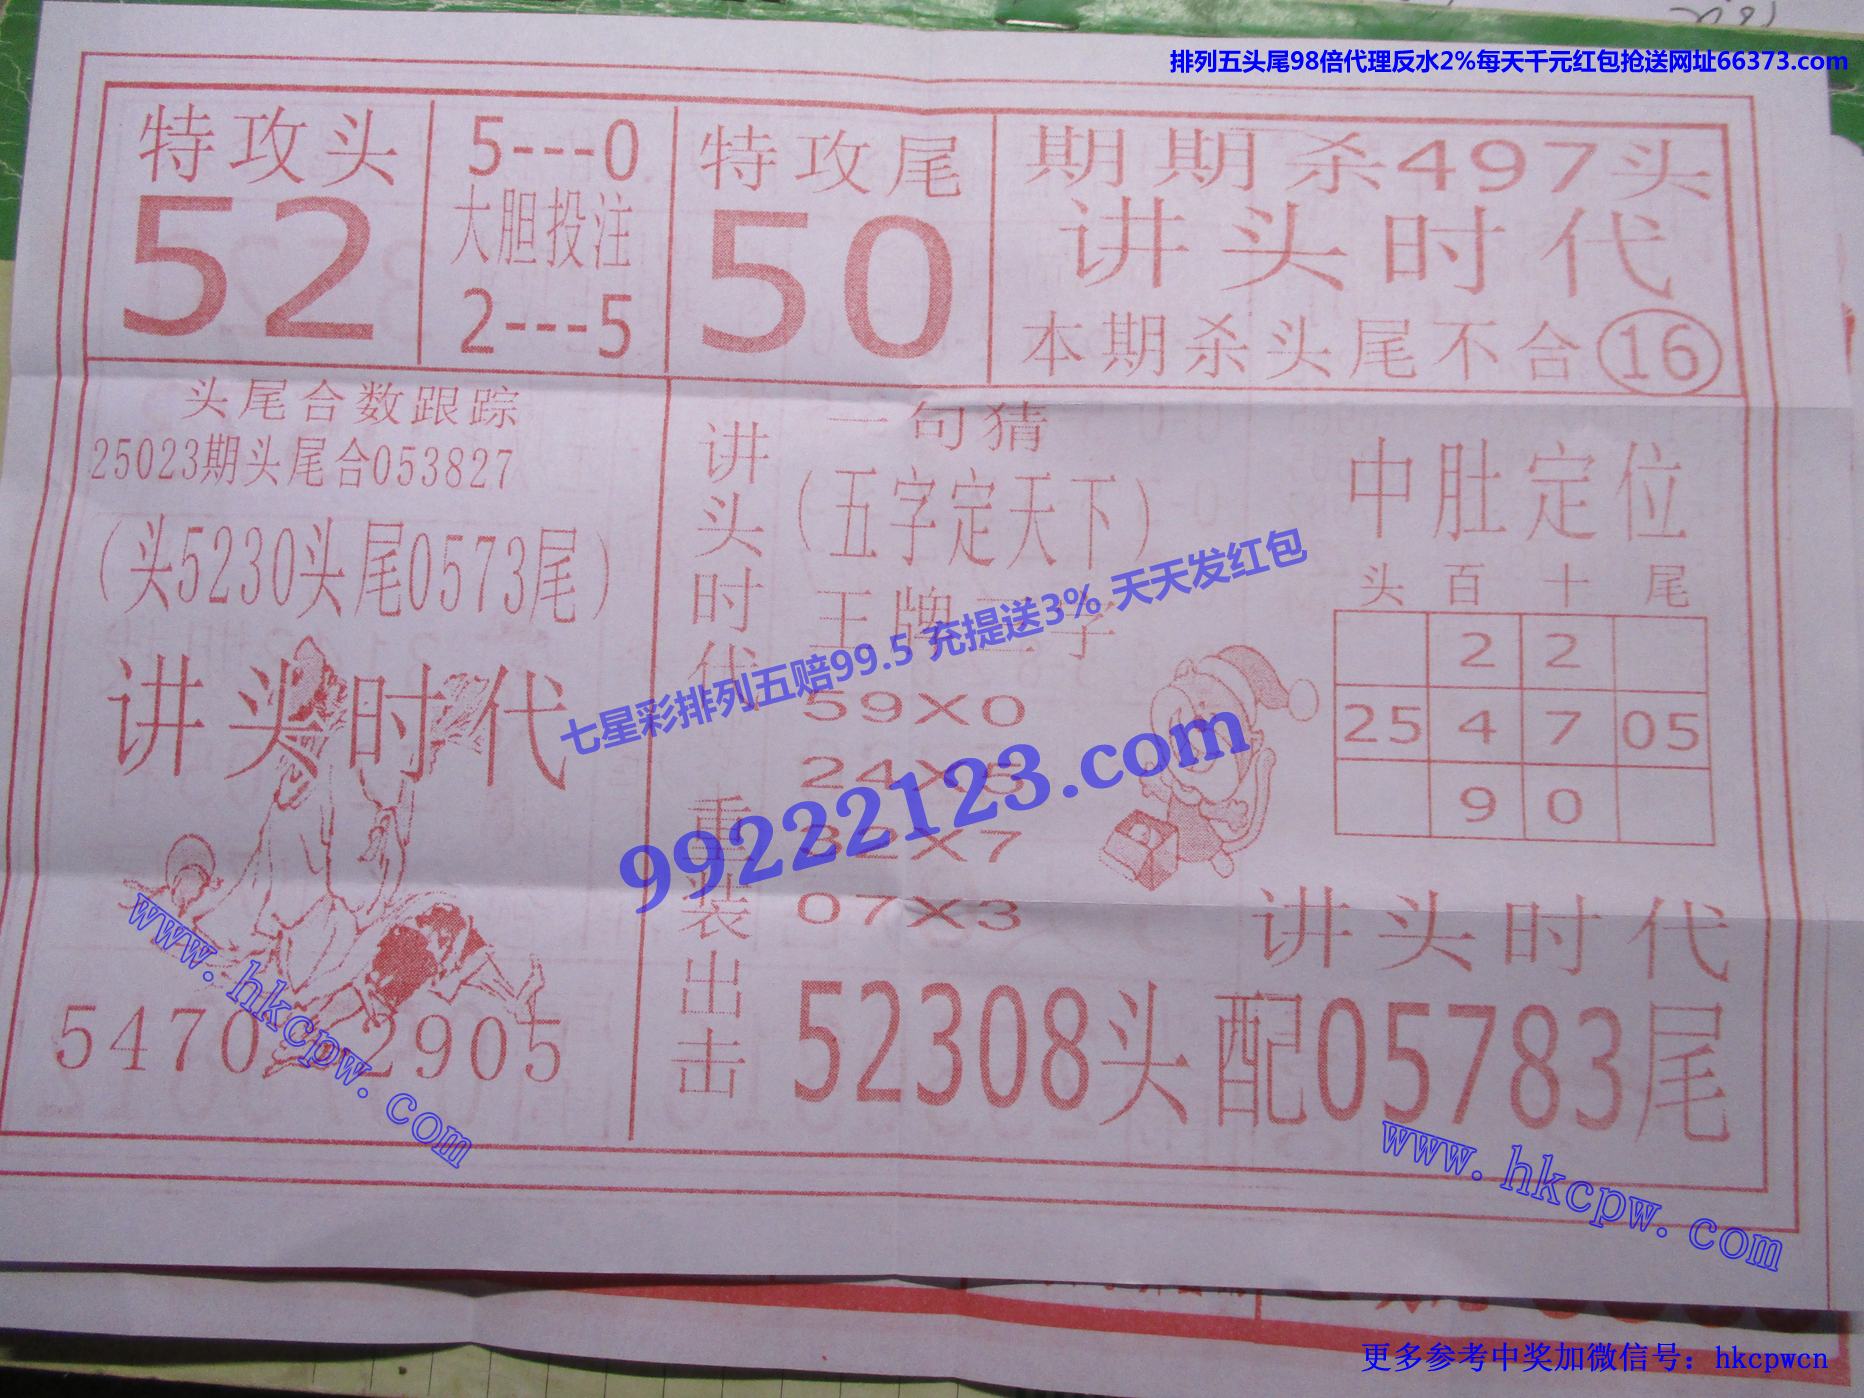 排列五头尾98倍代理反水2%每天千元红包抢送网址66373.com
特攻头
52
5---0
大胆投注
2---5
特攻尾
50
期期杀497头
讲头时代
本期杀头尾不合16
头尾合数跟踪
25023期头尾合053827
(头5230头尾0573尾)
讲头时代
5470
2905
讲头时代
重装出击
一句猜
(五字定天下)
王牌三字
59X0
24X5
32X7
07X3
中肚定位
头 百 十 尾
2 2
25 4 7 05
9 0
讲头时代
52308头配05783尾
七星彩排列五赔99.5 充提送3% 天天发红包
99222123.com
www.hkcpw.com
www.hkcpw.com
更多参考中奖加微信号：hkcpwcn